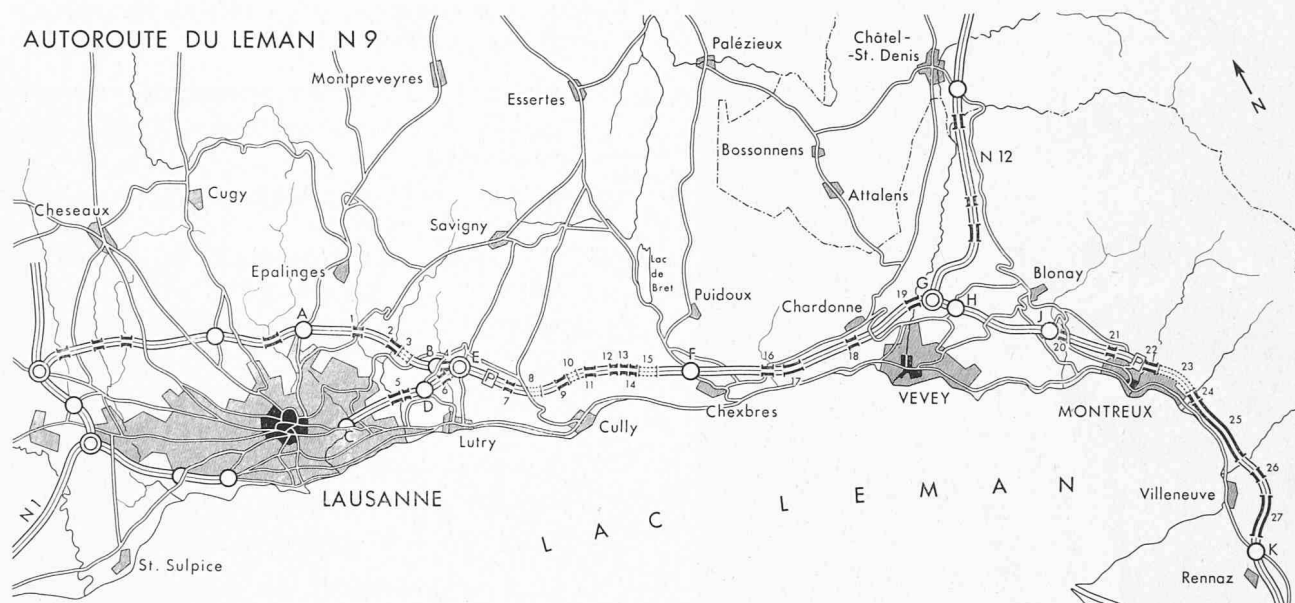 AUTOROUTE DU LEMAN N 9
Montpreveyres
Essertes
Palézieux
Châtel-
-St. Denis
N
N 12
Bossonnens
Attalens
Cugy
Cheseaux
Savigny
Epalinges
Lac
de
Bret
Puidoux
Chardonne
Blonay
A
1
2
3
B
4
E
5
6
D
C
P
7
8
9
10
11
12
13
14
15
F
16
17
18
19
G
H
J
20
21
P
22
23
24
25
26
27
K
Lutry
Cully
Chexbres
VEVEY
MONTREUX
LAUSANNE
Villeneuve
LAC LEMAN
N1
St. Sulpice
Rennaz